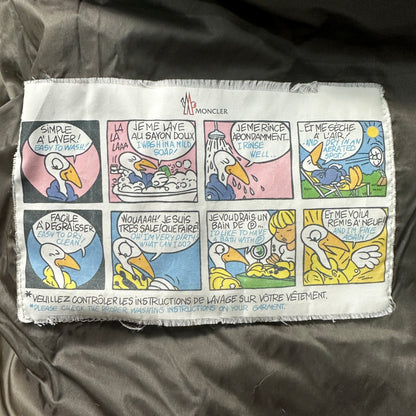 MONCLER
SIMPLE
A LAVER!
EASY TO WASH!
LA
LA
LAAA
JE ME LAVE
AU SAVON DOUX
I WASH IN A MILD
SOAP
JE ME RINCE
ABONDAMMENT
I RINSE
WELL...
...ET ME SÈCHE
À L'AIR!
AND DRY IN AN
AERATED
SPOT
FACILE
A DÉGRAISSER
EASY TO DRY
CLEAN!
WOUAAAH! JE SUIS
TRÈS SALE! QUE FAIRE
OH I'M VERY DIRTY
WHAT CAN I DO?
JE VOUDRAIS UN
BAIN DE P...
I'D LIKE TO HAVE
A BATH WITH P
ET ME VOILA
REMIS À NEUF!
AND I'M FINE
AGAIN!
*VEUILLEZ CONTRÔLER LES INSTRUCTIONS DE LAVAGE SUR VOTRE VÊTEMENT.
*PLEASE CHECK THE PROPER WASHING INSTRUCTIONS ON YOUR GARMENT.